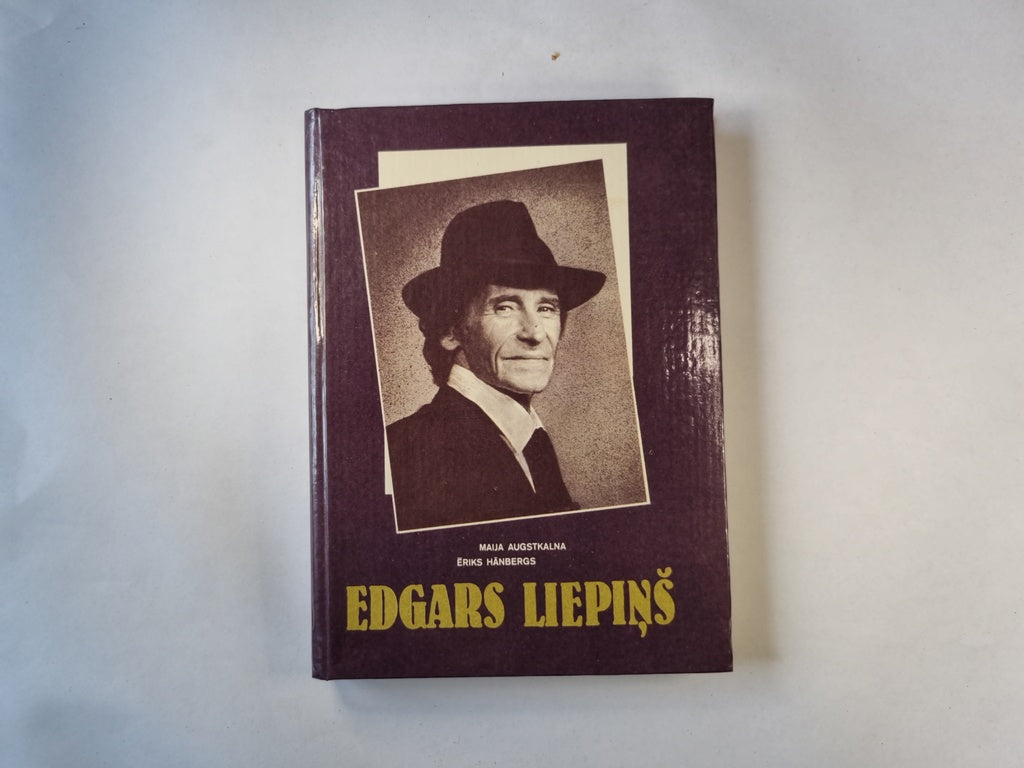 MAIJA AUGSTKALNA
ĒRIKS HĀNBERGS
EDGARS LIEPIŅŠ